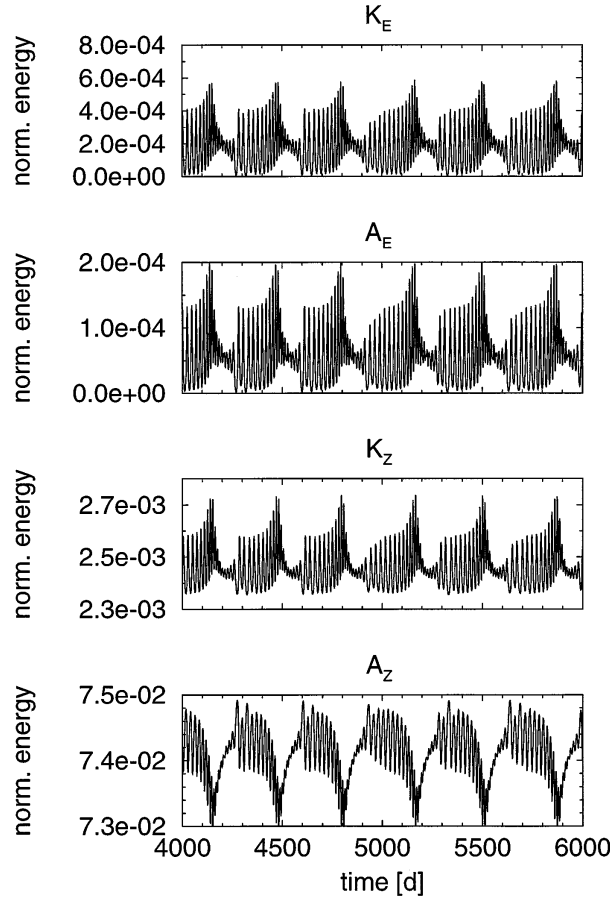 K_E
norm. energy
8.0e-04
6.0e-04
4.0e-04
2.0e-04
0.0e+00
A_E
norm. energy
2.0e-04
1.0e-04
0.0e+00
K_Z
norm. energy
2.7e-03
2.5e-03
2.3e-03
A_Z
norm. energy
7.5e-02
7.4e-02
7.3e-02
4000 4500 5000 5500 6000
time [d]